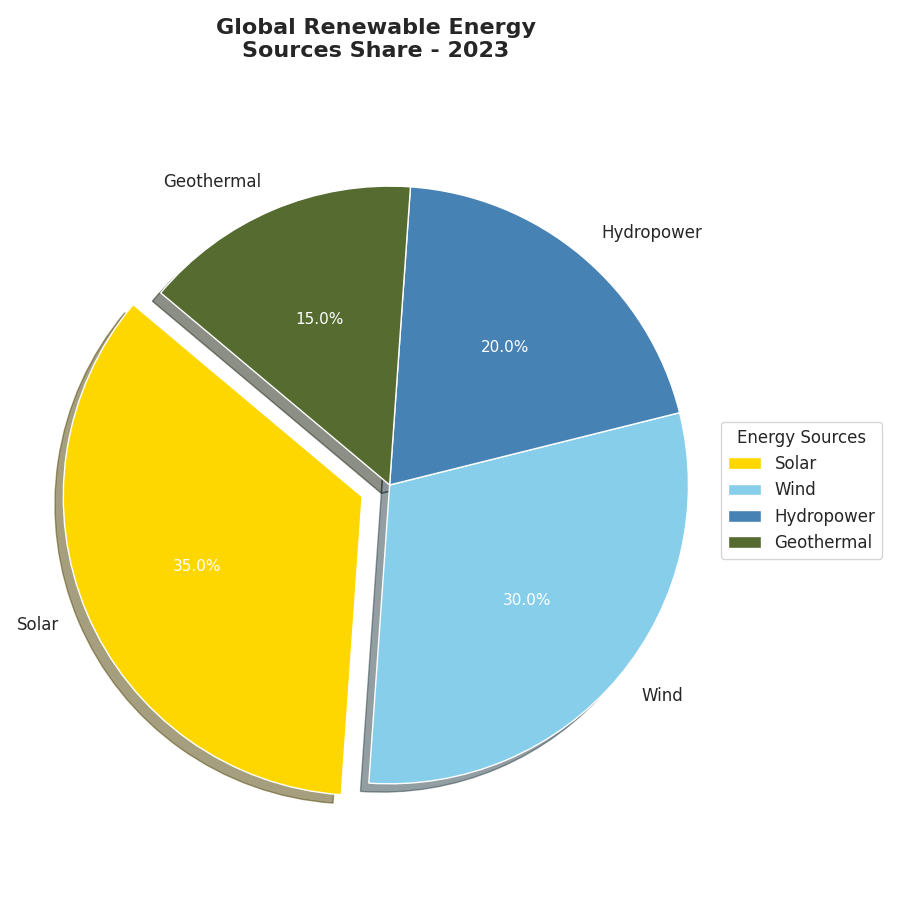 Global Renewable Energy
Sources Share - 2023
Geothermal
Hydropower
15.0%
20.0%
Energy Sources
Solar
Wind
Hydropower
Geothermal
35.0%
30.0%
Solar
Wind